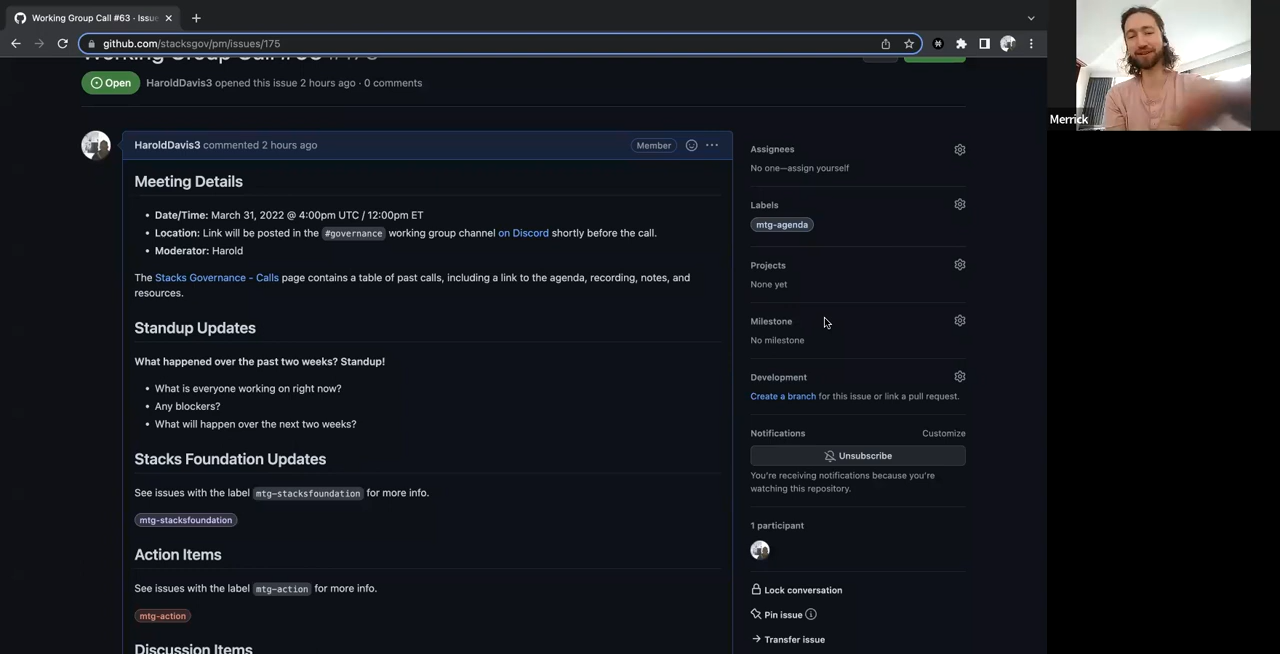 Working Group Call #63 · Issue
github.com/stacksgov/pm/issues/175
Open
HaroldDavis3 opened this issue 2 hours ago · 0 comments
HaroldDavis3 commented 2 hours ago
Member
Meeting Details
• Date/Time: March 31, 2022 @ 4:00pm UTC / 12:00pm ET
• Location: Link will be posted in the #governance working group channel on Discord shortly before the call.
• Moderator: Harold
The Stacks Governance - Calls page contains a table of past calls, including a link to the agenda, recording, notes, and
resources.
Standup Updates
What happened over the past two weeks? Standup!
• What is everyone working on right now?
• Any blockers?
• What will happen over the next two weeks?
Stacks Foundation Updates
See issues with the label mtg-stacksfoundation for more info.
mtg-stacksfoundation
Action Items
See issues with the label mtg-action for more info.
mtg-action
Discussion Items
Assignees
No one—assign yourself
Labels
mtg-agenda
Projects
None yet
Milestone
No milestone
Development
Create a branch for this issue or link a pull request.
Notifications
Customize
Unsubscribe
You're receiving notifications because you're
watching this repository.
1 participant
Lock conversation
Pin issue
Transfer issue
Merrick